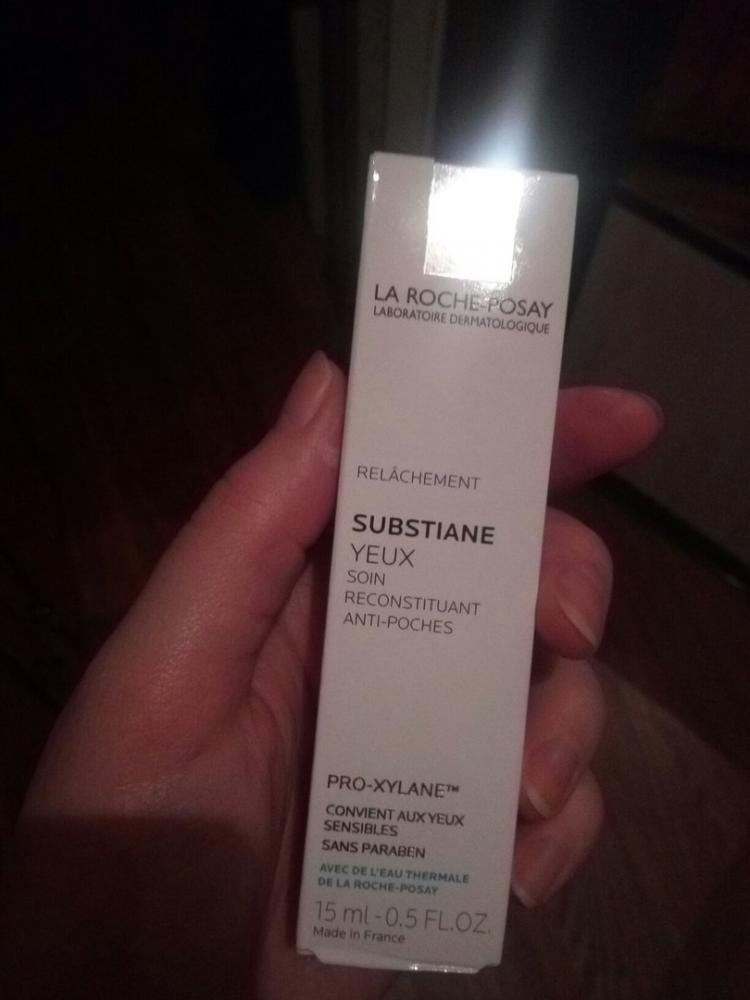 LA ROCHE-POSAY
LABORATOIRE DERMATOLOGIQUE
RELÂCHEMENT
SUBSTIANE
YEUX
SOIN
RECONSTITUANT
ANTI-POCHES
PRO-XYLANE™
CONVIENT AUX YEUX
SENSIBLES
SANS PARABEN
AVEC DE L'EAU THERMALE
DE LA ROCHE-POSAY
15 ml - 0.5 FL.OZ.
Made in France